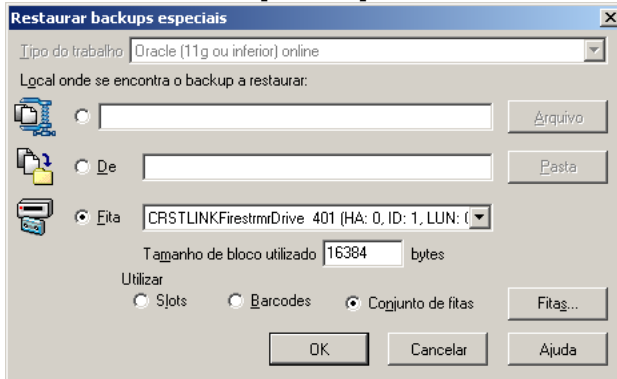 Restaurar backups especiais
Tipo do trabalho Oracle (11g ou inferior) online
Local onde se encontra o backup a restaurar:
Arquivo
De Pasta
Fita CRSTLINKFirestrmrDrive 401 (HA: 0, ID: 1, LUN: (
Tamanho de bloco utilizado 16384 bytes
Utilizar
Slots Barcodes Conjunto de fitas Fitas...
OK Cancelar Ajuda